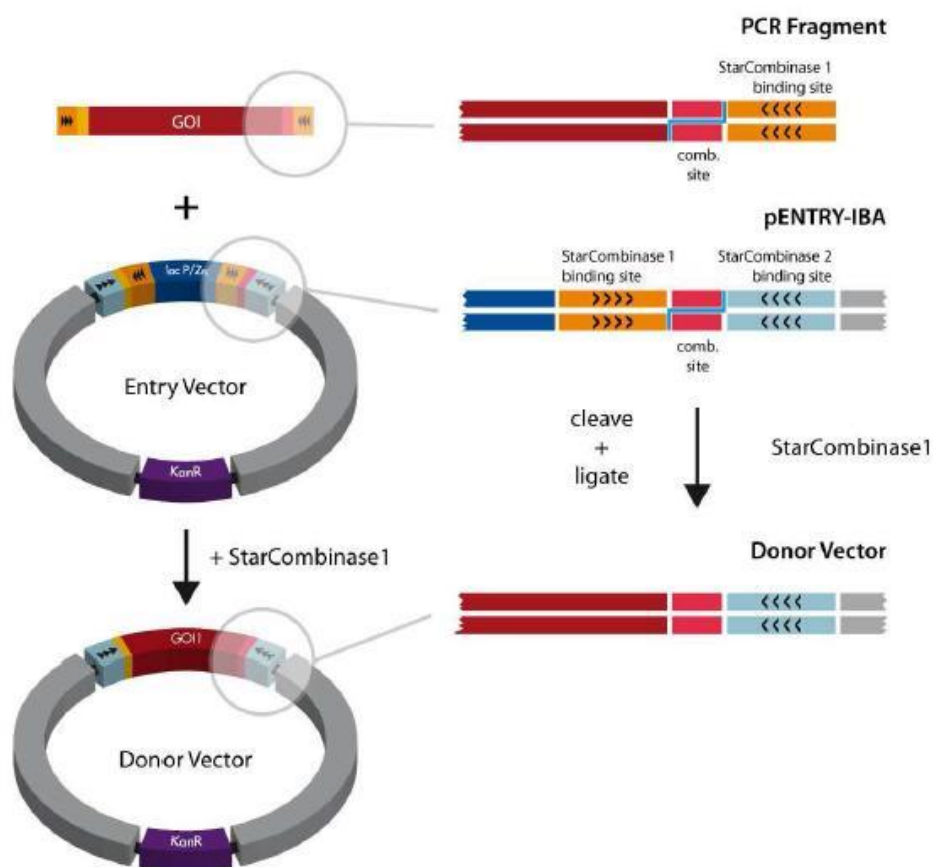 PCR Fragment
StarCombinase 1
binding site
GOI
comb.
site
+
pENTRY-IBA
lac P/Z
StarCombinase 1
binding site
StarCombinase 2
binding site
comb.
site
Entry Vector
cleave
+
ligate
StarCombinase1
KanR
+ StarCombinase1
Donor Vector
GOI1
Donor Vector
KanR